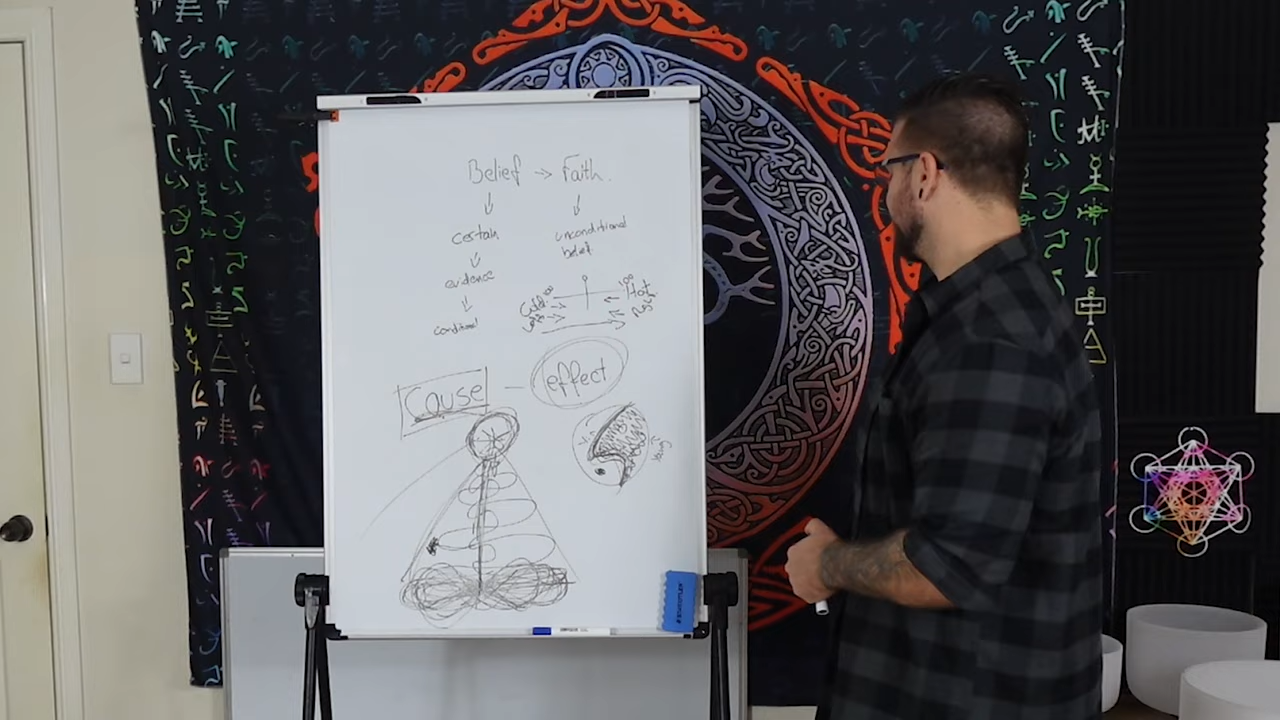 Belief → Faith.
certain
unconditional
belief
evidence
Cold
Hot
conditional
Cause - effect